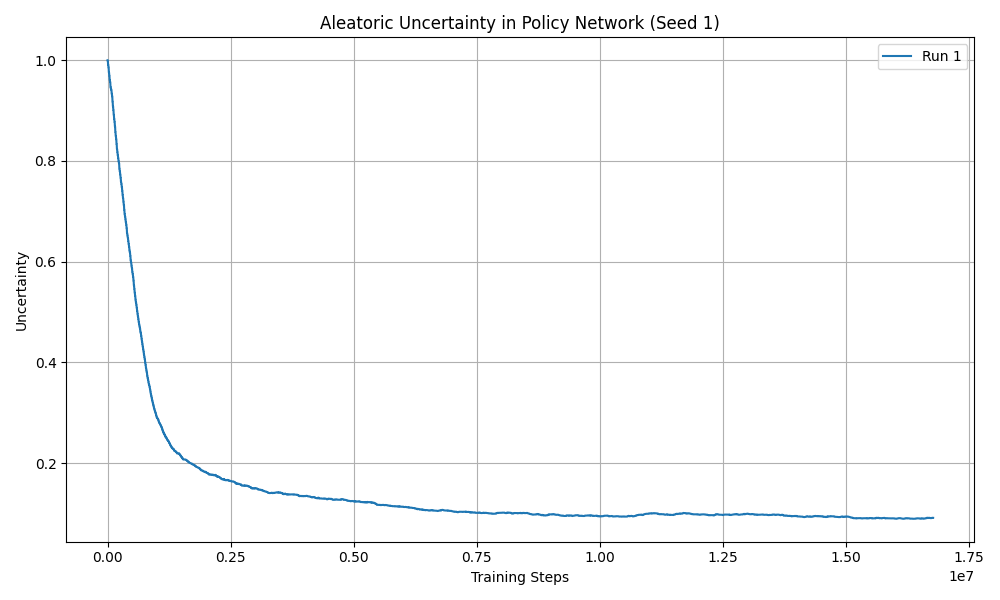 Aleatoric Uncertainty in Policy Network (Seed 1)
Run 1
Uncertainty
1.0
0.8
0.6
0.4
0.2
0.00 0.25 0.50 0.75 1.00 1.25 1.50 1.75
1e7
Training Steps